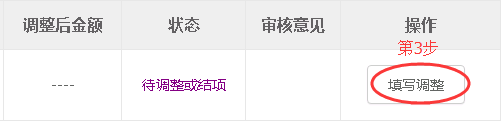 调整后金额 状态 审核意见 操作
第3步
---- 待调整或结项 填写调整